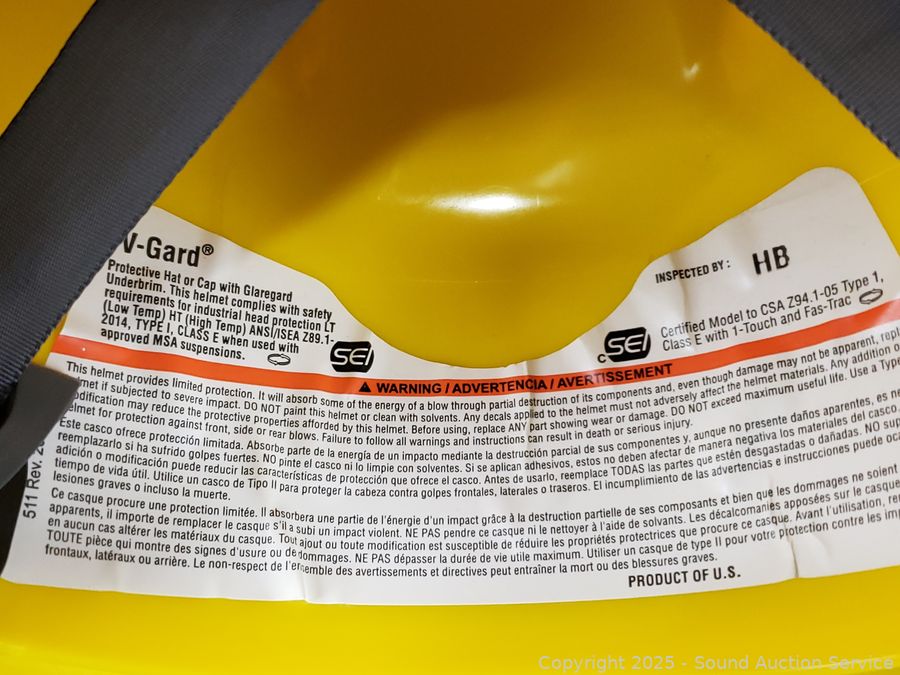 V-Gard®
Protective Hat or Cap with Glaregard
Underbrim. This helmet complies with safety
requirements for industrial head protection LT
(Low Temp) HT (High Temp) ANSI/ISEA Z89.1-
2014, TYPE I, CLASS E when used with
approved MSA suspensions.
SEI
INSPECTED BY: HB
c SEI
Certified Model to CSA Z94.1-05 Type 1,
Class E with 1-Touch and Fas-Trac
WARNING / ADVERTENCIA / AVERTISSEMENT
This helmet provides limited protection. It will absorb some of the energy of a blow through partial destruction of its components and, even though damage may not be apparent,
if subjected to severe impact. DO NOT paint this helmet or clean with solvents. Any decals applied to the helmet must not adversely affect the helmet materials. Any addition o
modification may reduce the protective properties afforded by this helmet. Before using, replace ANY part showing wear or damage. DO NOT exceed maximum useful life. Use a Type
helmet for protection against front, side or rear blows. Failure to follow all warnings and instructions can result in death or serious injury.
Este casco ofrece protección limitada. Absorbe parte de la energía de un impacto mediante la destrucción parcial de sus componentes y, aunque no presente daños aparentes, es ne
reemplazarlo si ha sufrido golpes fuertes. NO pinte el casco ni lo limpie con solventes. Si se aplican adhesivos, estos no deben afectar de manera negativa los materiales del casco.
adición o modificación puede reducir las características de protección que ofrece el casco. Antes de usarlo, reemplace TODAS las partes que estén desgastadas o dañadas. NO sup
tiempo de vida útil. Utilice un casco de Tipo II para proteger la cabeza contra golpes frontales, laterales o traseros. El incumplimiento de las advertencias e instrucciones puede oca
lesiones graves o incluso la muerte.
Ce casque procure une protection limitée. Il absorbera une partie de l'énergie d'un impact grâce à la destruction partielle de ses composants et bien que les dommages ne soient
apparents, il importe de remplacer le casque s'il a subi un impact violent. NE PAS pendre ce casque ni le nettoyer à l'aide de solvants. Les décalcomanies apposées sur le casque
en aucun cas altérer les matériaux du casque. Tout ajout ou toute modification est susceptible de réduire les propriétés protectrices que procure ce casque. Avant l'utilisation, re
TOUTE pièce qui montre des signes d'usure ou de dommages. NE PAS dépasser la durée de vie utile maximum. Utiliser un casque de type II pour votre protection contre les imp
frontaux, latéraux ou arrière. Le non-respect de l'ensemble des avertissements et directives peut entraîner la mort ou des blessures graves.
PRODUCT OF U.S.
511 Rev.
Copyright 2025 - Sound Auction Service